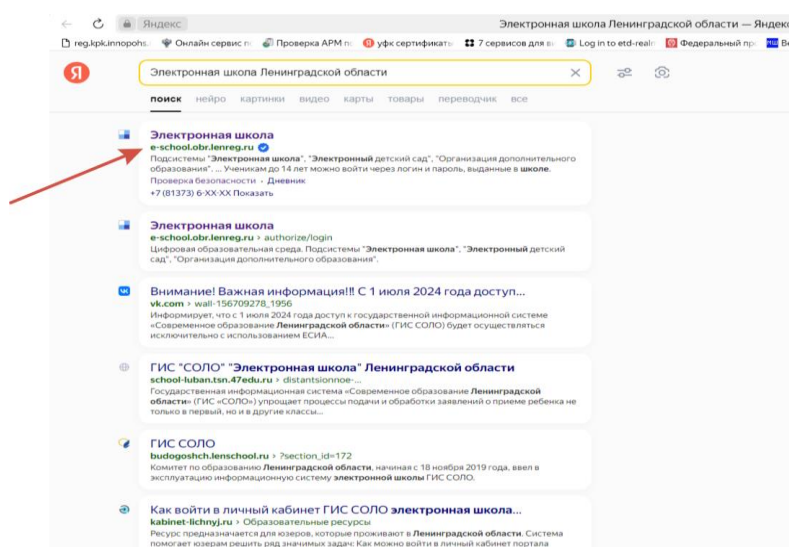 Яндекс
Электронная школа Ленинградской области — Яндекс
reg.kpk.innopohs. Онлайн сервис Проверка АРМ уфк сертификаты 7 сервисов для Log in to etd-realm Федеральный
Я
Электронная школа Ленинградской области
поиск нейро картинки видео карты товары переводчик все
Электронная школа
e-school.obr.lenreg.ru
Подсистемы "Электронная школа", "Электронный детский сад", "Организация дополнительного
образования", ... Ученикам до 14 лет можно войти через логин и пароль, выданные в школе.
Проверка безопасности · Дневник
+7 (81373) 6-XX-XX Показать
Электронная школа
e-school.obr.lenreg.ru › authorize/login
Цифровая образовательная среда. Подсистемы "Электронная школа", "Электронный детский
сад", "Организация дополнительного образования".
Внимание! Важная информация!!! С 1 июля 2024 года доступ...
vk.com › wall-156709278_1956
Информирует, что с 1 июля 2024 года доступ к государственной информационной системе
«Современное образование Ленинградской области» (ГИС СОЛО) будет осуществляться
исключительно с использованием ЕСИА...
ГИС "СОЛО" "Электронная школа" Ленинградской области
school-luban.tsn.47edu.ru › distantsionnoe-...
Государственная информационная система «Современное образование Ленинградской
области» (ГИС «СОЛО») упрощает процессы подачи и обработки заявлений о приеме ребенка не
только в первый, но и в другие классы...
ГИС СОЛО
budogoshch.lenschool.ru › ?section_id=172
Комитет по образованию Ленинградской области, начиная с 18 ноября 2019 года, ввел в
эксплуатацию информационную систему электронной школы ГИС СОЛО.
Как войти в личный кабинет ГИС СОЛО электронная школа...
kabinet-lichnyj.ru › Образовательные ресурсы
Ресурс предназначается для юзеров, которые проживают в Ленинградской области. Система
помогает юзерам решить ряд значимых задач: Как можно войти в личный кабинет портала